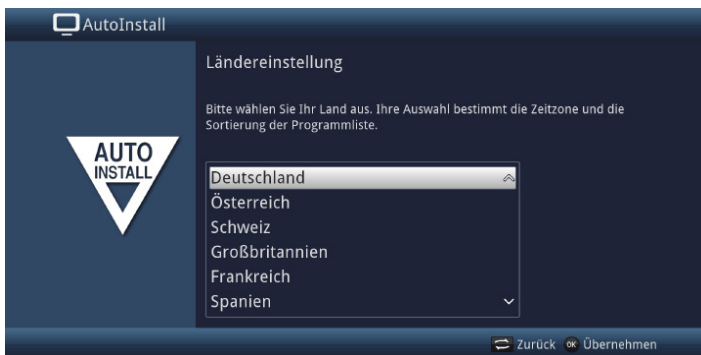 AutoInstall
Ländereinstellung
Bitte wählen Sie Ihr Land aus. Ihre Auswahl bestimmt die Zeitzone und die
Sortierung der Programmliste.
AUTO
INSTALL
Deutschland
Österreich
Schweiz
Großbritannien
Frankreich
Spanien
Zurück OK Übernehmen